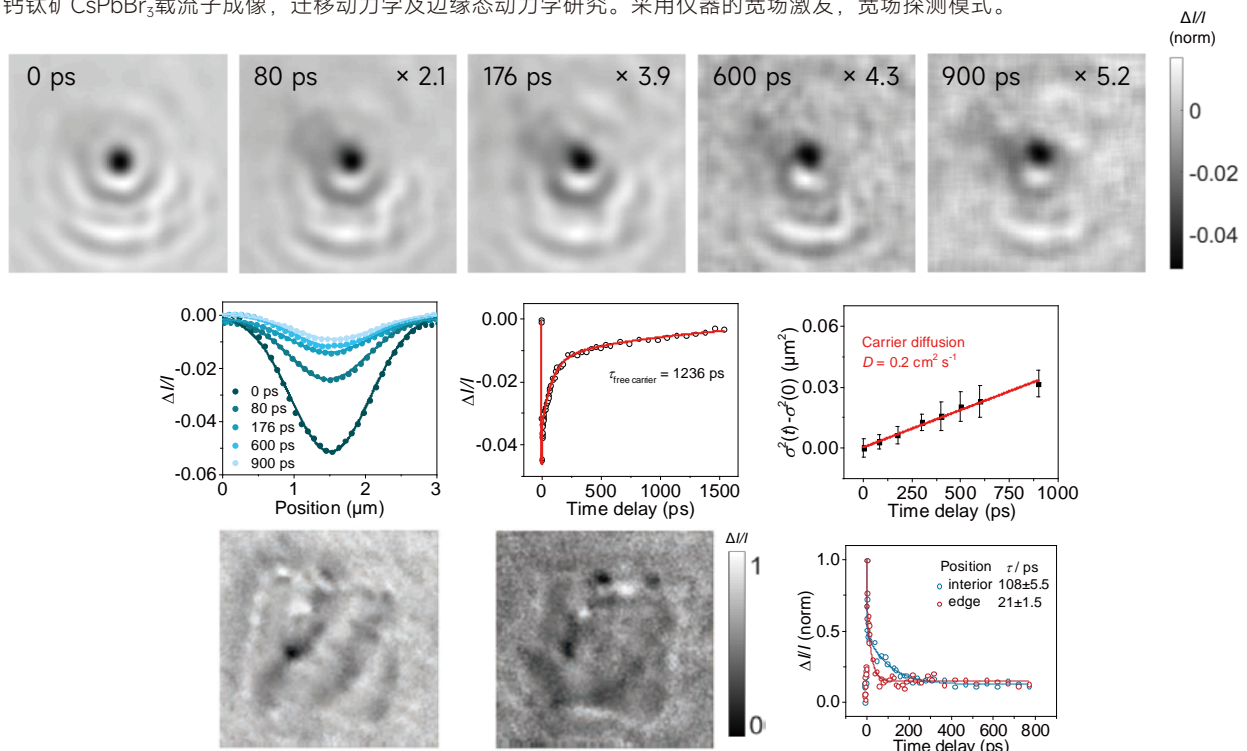 钙钛矿CsPbBr₃载流子成像，迁移动力学及边缘态动力学研究。采用仪器的宽场激发，宽场探测模式。
ΔI/I
(norm)
0 ps
80 ps × 2.1
176 ps × 3.9
600 ps × 4.3
900 ps × 5.2
0
-0.02
-0.04
0.00
-0.02
-0.04
-0.06
ΔI/I
0 ps
80 ps
176 ps
600 ps
900 ps
0 1 2 3
Position (µm)
0.00
-0.02
-0.04
ΔI/I
τfree carrier = 1236 ps
0 500 1000 1500
Time delay (ps)
0.06
0.03
0.00
σ²(t)-σ²(0) (µm²)
Carrier diffusion
D = 0.2 cm² s⁻¹
0 250 500 750 1000
Time delay (ps)
ΔI/I
1
0
1.0
0.5
0.0
ΔI/I (norm)
Position τ / ps
interior 108±5.5
edge 21±1.5
0 200 400 600 800
Time delay (ps)